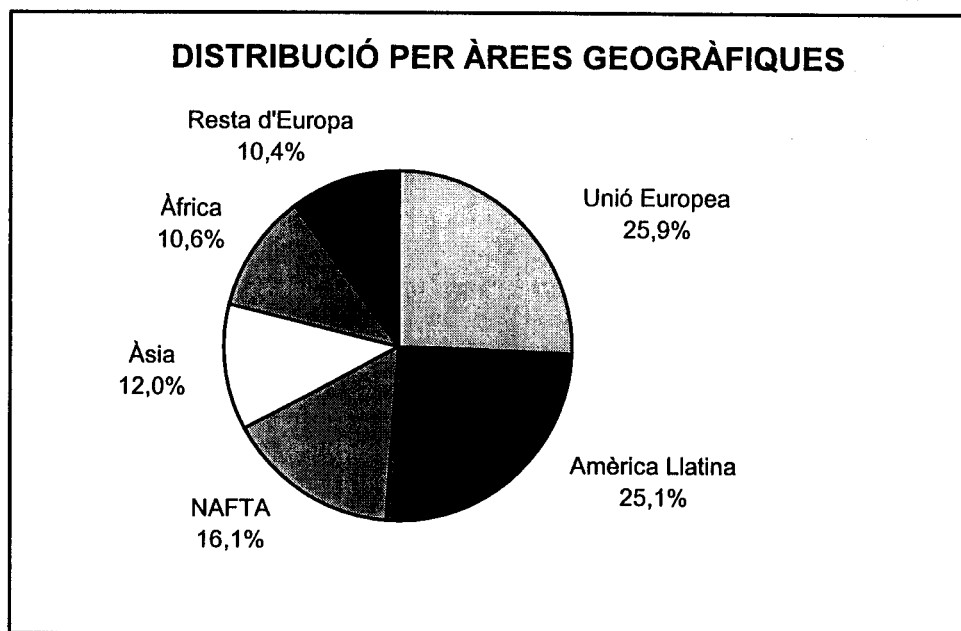 DISTRIBUCIÓ PER ÀREES GEOGRÀFIQUES
Resta d'Europa
10,4%
Unió Europea
25,9%
Àfrica
10,6%
Àsia
12,0%
Amèrica Llatina
25,1%
NAFTA
16,1%